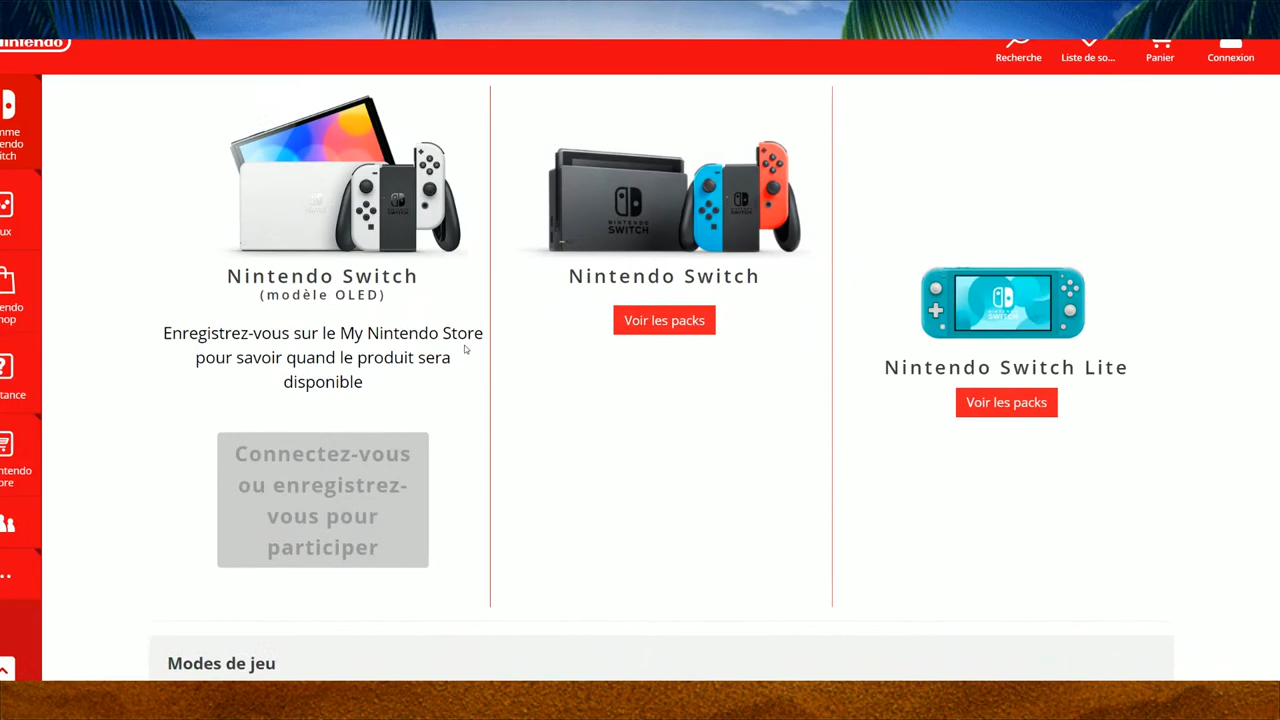 Recherche
Liste de so...
Panier
Connexion
Nintendo Switch
(modèle OLED)
Enregistrez-vous sur le My Nintendo Store
pour savoir quand le produit sera
disponible
Connectez-vous
ou enregistrez-
vous pour
participer
NINTENDO
SWITCH
Nintendo Switch
Voir les packs
Nintendo Switch Lite
Voir les packs
Modes de jeu